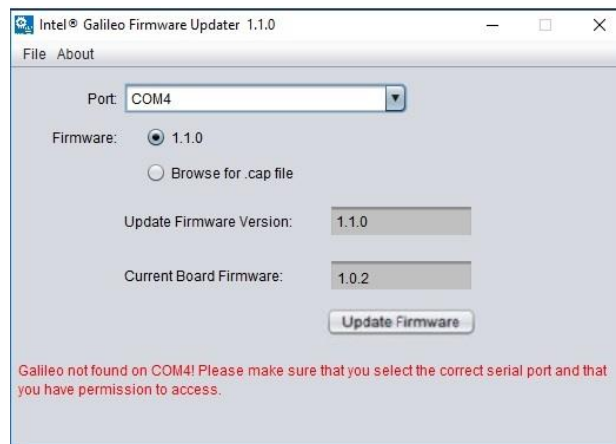 Intel® Galileo Firmware Updater 1.1.0
File About
Port: COM4
Firmware: 1.1.0
Browse for .cap file
Update Firmware Version: 1.1.0
Current Board Firmware: 1.0.2
Update Firmware
Galileo not found on COM4! Please make sure that you select the correct serial port and that
you have permission to access.